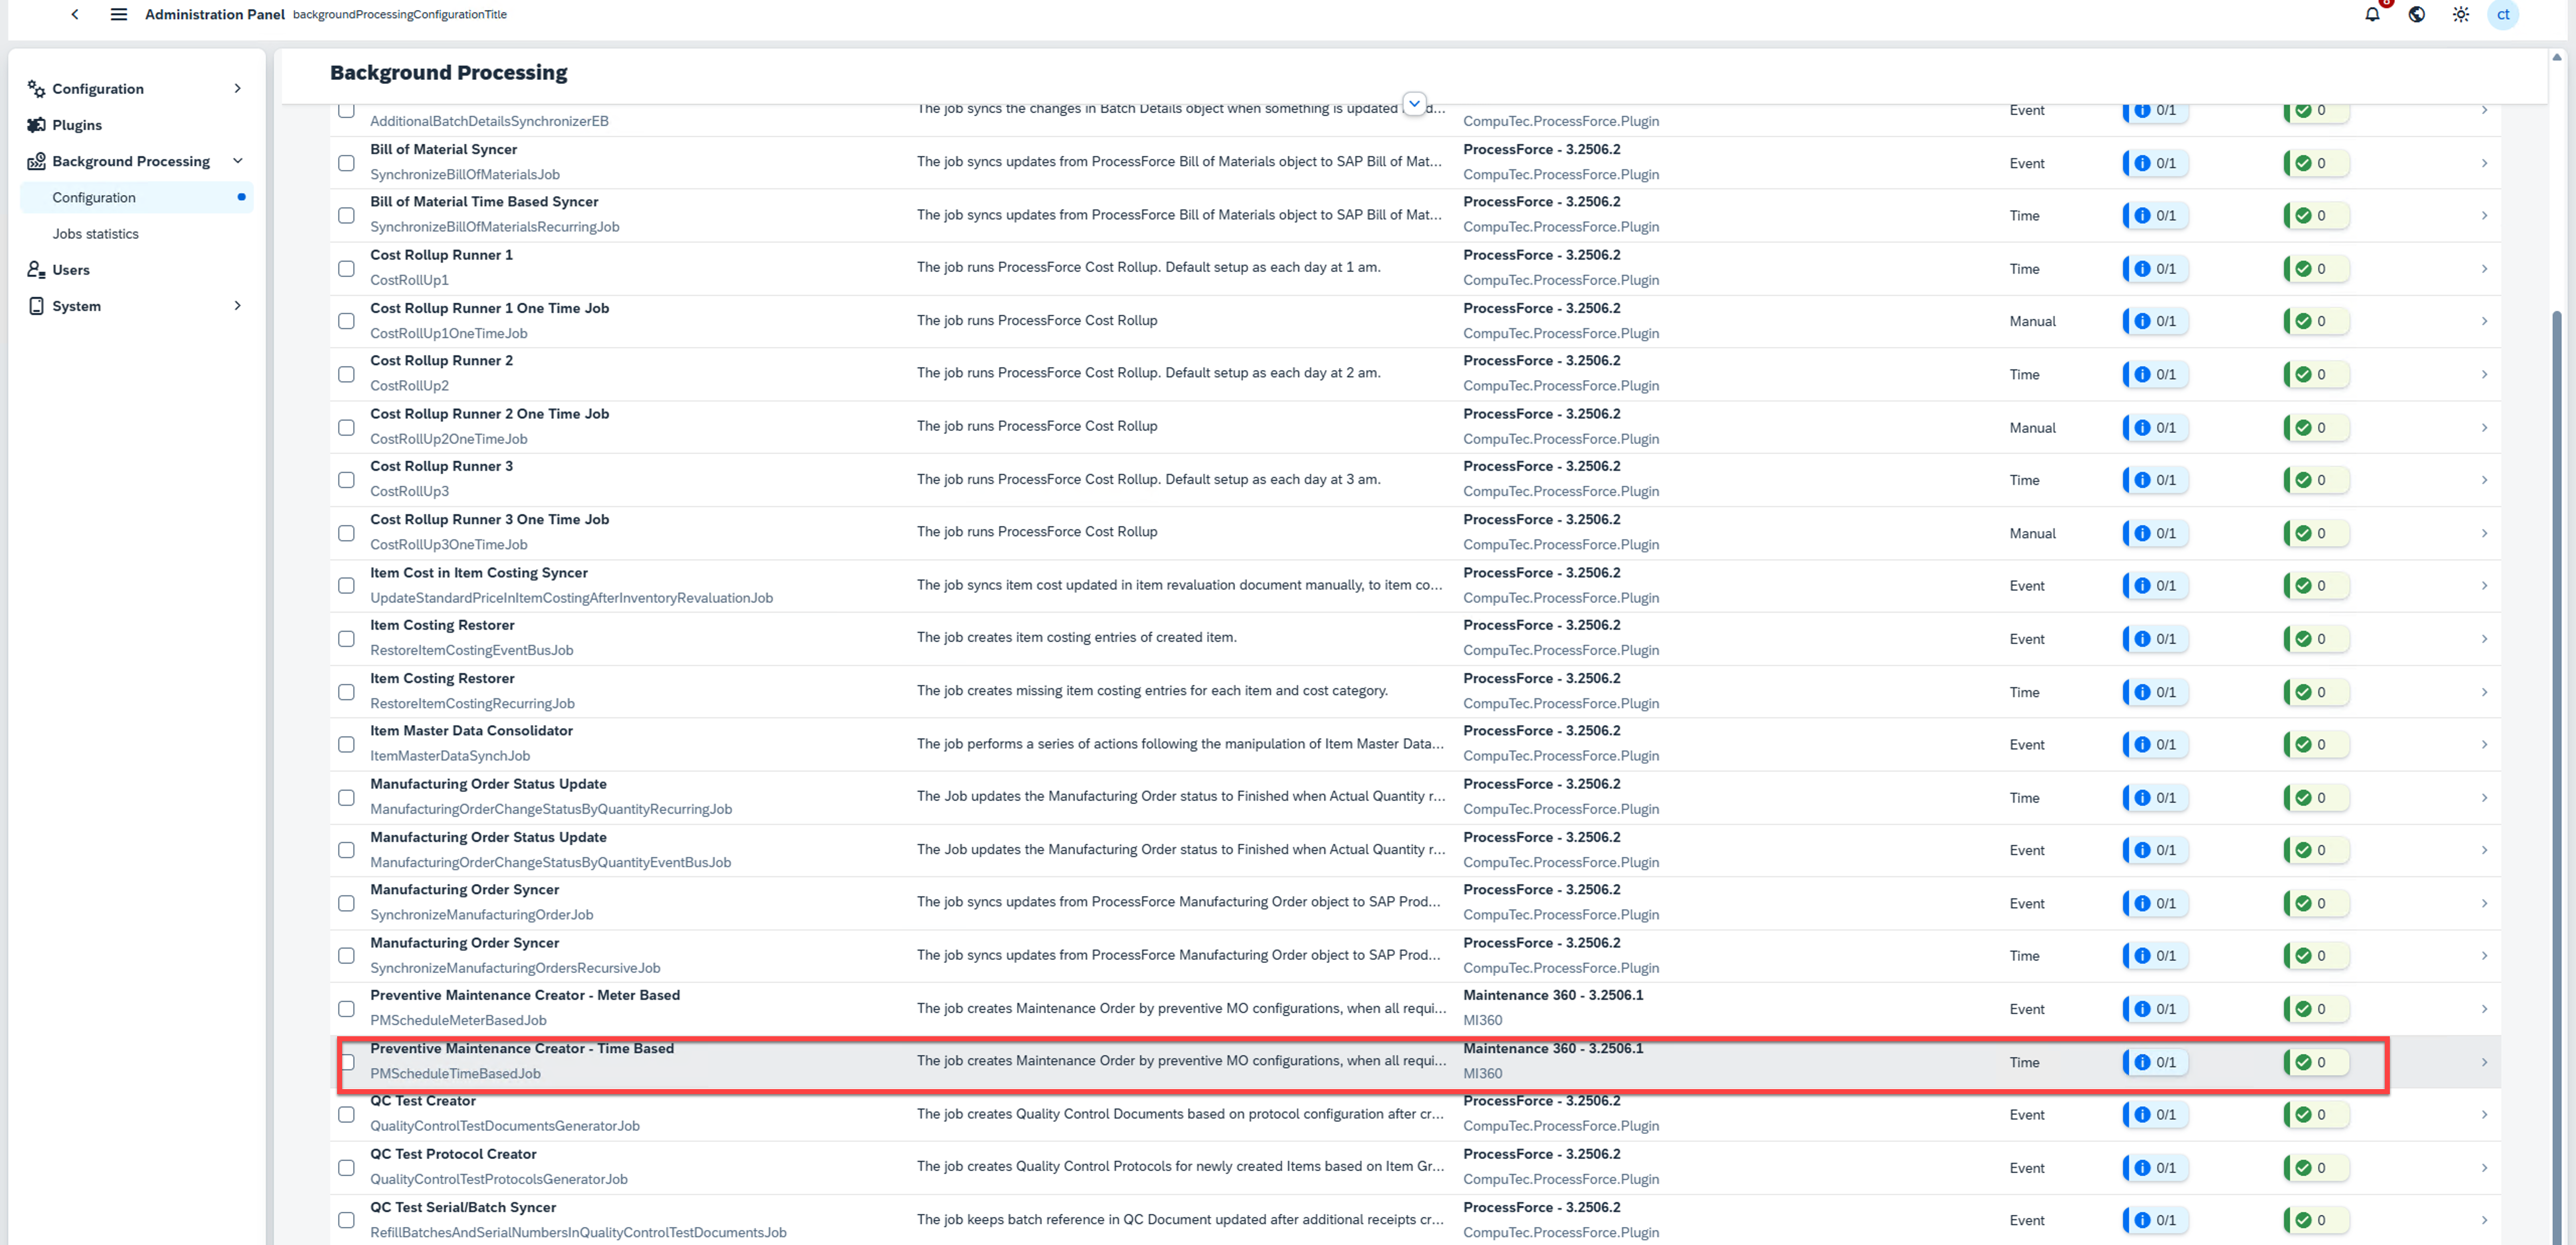 Administration Panel backgroundProcessingConfigurationTitle
ct
Configuration
Plugins
Background Processing
Configuration
Jobs statistics
Users
System
Background Processing
The job syncs the changes in Batch Details object when something is updated
Event 0/1 0
AdditionalBatchDetailsSynchronizerEB CompuTec.ProcessForce.Plugin
Bill of Material Syncer ProcessForce - 3.2506.2
The job syncs updates from ProcessForce Bill of Materials object to SAP Bill of Mat... Event 0/1 0
SynchronizeBillOfMaterialsJob CompuTec.ProcessForce.Plugin
Bill of Material Time Based Syncer ProcessForce - 3.2506.2
The job syncs updates from ProcessForce Bill of Materials object to SAP Bill of Mat... Time 0/1 0
SynchronizeBillOfMaterialsRecurringJob CompuTec.ProcessForce.Plugin
Cost Rollup Runner 1 ProcessForce - 3.2506.2
The job runs ProcessForce Cost Rollup. Default setup as each day at 1 am. Time 0/1 0
CostRollUp1 CompuTec.ProcessForce.Plugin
Cost Rollup Runner 1 One Time Job ProcessForce - 3.2506.2
The job runs ProcessForce Cost Rollup Manual 0/1 0
CostRollUp1OneTimeJob CompuTec.ProcessForce.Plugin
Cost Rollup Runner 2 ProcessForce - 3.2506.2
The job runs ProcessForce Cost Rollup. Default setup as each day at 2 am. Time 0/1 0
CostRollUp2 CompuTec.ProcessForce.Plugin
Cost Rollup Runner 2 One Time Job ProcessForce - 3.2506.2
The job runs ProcessForce Cost Rollup Manual 0/1 0
CostRollUp2OneTimeJob CompuTec.ProcessForce.Plugin
Cost Rollup Runner 3 ProcessForce - 3.2506.2
The job runs ProcessForce Cost Rollup. Default setup as each day at 3 am. Time 0/1 0
CostRollUp3 CompuTec.ProcessForce.Plugin
Cost Rollup Runner 3 One Time Job ProcessForce - 3.2506.2
The job runs ProcessForce Cost Rollup Manual 0/1 0
CostRollUp3OneTimeJob CompuTec.ProcessForce.Plugin
Item Cost in Item Costing Syncer ProcessForce - 3.2506.2
The job syncs item cost updated in item revaluation document manually, to item co... Event 0/1 0
UpdateStandardPriceInItemCostingAfterInventoryRevaluationJob CompuTec.ProcessForce.Plugin
Item Costing Restorer ProcessForce - 3.2506.2
The job creates item costing entries of created item. Event 0/1 0
RestoreItemCostingEventBusJob CompuTec.ProcessForce.Plugin
Item Costing Restorer ProcessForce - 3.2506.2
The job creates missing item costing entries for each item and cost category. Time 0/1 0
RestoreItemCostingRecurringJob CompuTec.ProcessForce.Plugin
Item Master Data Consolidator ProcessForce - 3.2506.2
The job performs a series of actions following the manipulation of Item Master Data... Event 0/1 0
ItemMasterDataSynchJob CompuTec.ProcessForce.Plugin
Manufacturing Order Status Update ProcessForce - 3.2506.2
The Job updates the Manufacturing Order status to Finished when Actual Quantity r... Time 0/1 0
ManufacturingOrderChangeStatusByQuantityRecurringJob CompuTec.ProcessForce.Plugin
Manufacturing Order Status Update ProcessForce - 3.2506.2
The Job updates the Manufacturing Order status to Finished when Actual Quantity r... Event 0/1 0
ManufacturingOrderChangeStatusByQuantityEventBusJob CompuTec.ProcessForce.Plugin
Manufacturing Order Syncer ProcessForce - 3.2506.2
The job syncs updates from ProcessForce Manufacturing Order object to SAP Prod... Event 0/1 0
SynchronizeManufacturingOrderJob CompuTec.ProcessForce.Plugin
Manufacturing Order Syncer ProcessForce - 3.2506.2
The job syncs updates from ProcessForce Manufacturing Order object to SAP Prod... Time 0/1 0
SynchronizeManufacturingOrdersRecursiveJob CompuTec.ProcessForce.Plugin
Preventive Maintenance Creator - Meter Based Maintenance 360 - 3.2506.1
The job creates Maintenance Order by preventive MO configurations, when all requi... Event 0/1 0
PMScheduleMeterBasedJob MI360
Preventive Maintenance Creator - Time Based Maintenance 360 - 3.2506.1
The job creates Maintenance Order by preventive MO configurations, when all requi... Time 0/1 0
PMScheduleTimeBasedJob MI360
QC Test Creator ProcessForce - 3.2506.2
The job creates Quality Control Documents based on protocol configuration after cr... Event 0/1 0
QualityControlTestDocumentsGeneratorJob CompuTec.ProcessForce.Plugin
QC Test Protocol Creator ProcessForce - 3.2506.2
The job creates Quality Control Protocols for newly created Items based on Item Gr... Event 0/1 0
QualityControlTestProtocolsGeneratorJob CompuTec.ProcessForce.Plugin
QC Test Serial/Batch Syncer ProcessForce - 3.2506.2
The job keeps batch reference in QC Document updated after additional receipts cr... Event 0/1 0
RefillBatchesAndSerialNumbersInQualityControlTestDocumentsJob CompuTec.ProcessForce.Plugin